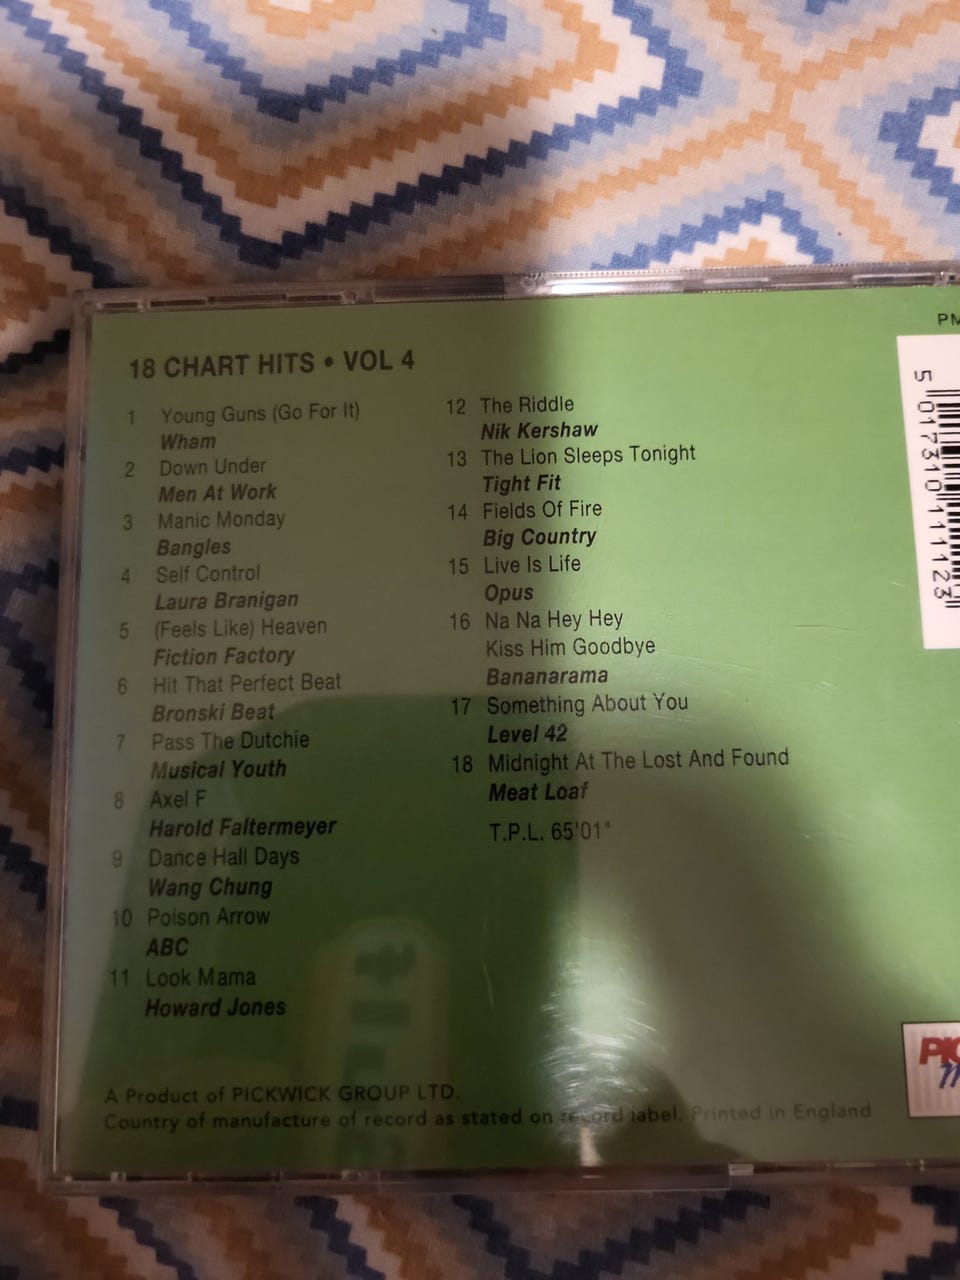 18 CHART HITS • VOL 4
1 Young Guns (Go For It)
Wham
2 Down Under
Men At Work
3 Manic Monday
Bangles
4 Self Control
Laura Branigan
5 (Feels Like) Heaven
Fiction Factory
6 Hit That Perfect Beat
Bronski Beat
7 Pass The Dutchie
Musical Youth
8 Axel F
Harold Faltermeyer
9 Dance Hall Days
Wang Chung
10 Poison Arrow
ABC
11 Look Mama
Howard Jones
12 The Riddle
Nik Kershaw
13 The Lion Sleeps Tonight
Tight Fit
14 Fields Of Fire
Big Country
15 Live Is Life
Opus
16 Na Na Hey Hey
Kiss Him Goodbye
Bananarama
17 Something About You
Level 42
18 Midnight At The Lost And Found
Meat Loaf
T.P.L. 65'01"
PM
5 017310 111123
A Product of PICKWICK GROUP LTD.
Country of manufacture of record as stated on record label. Printed in England